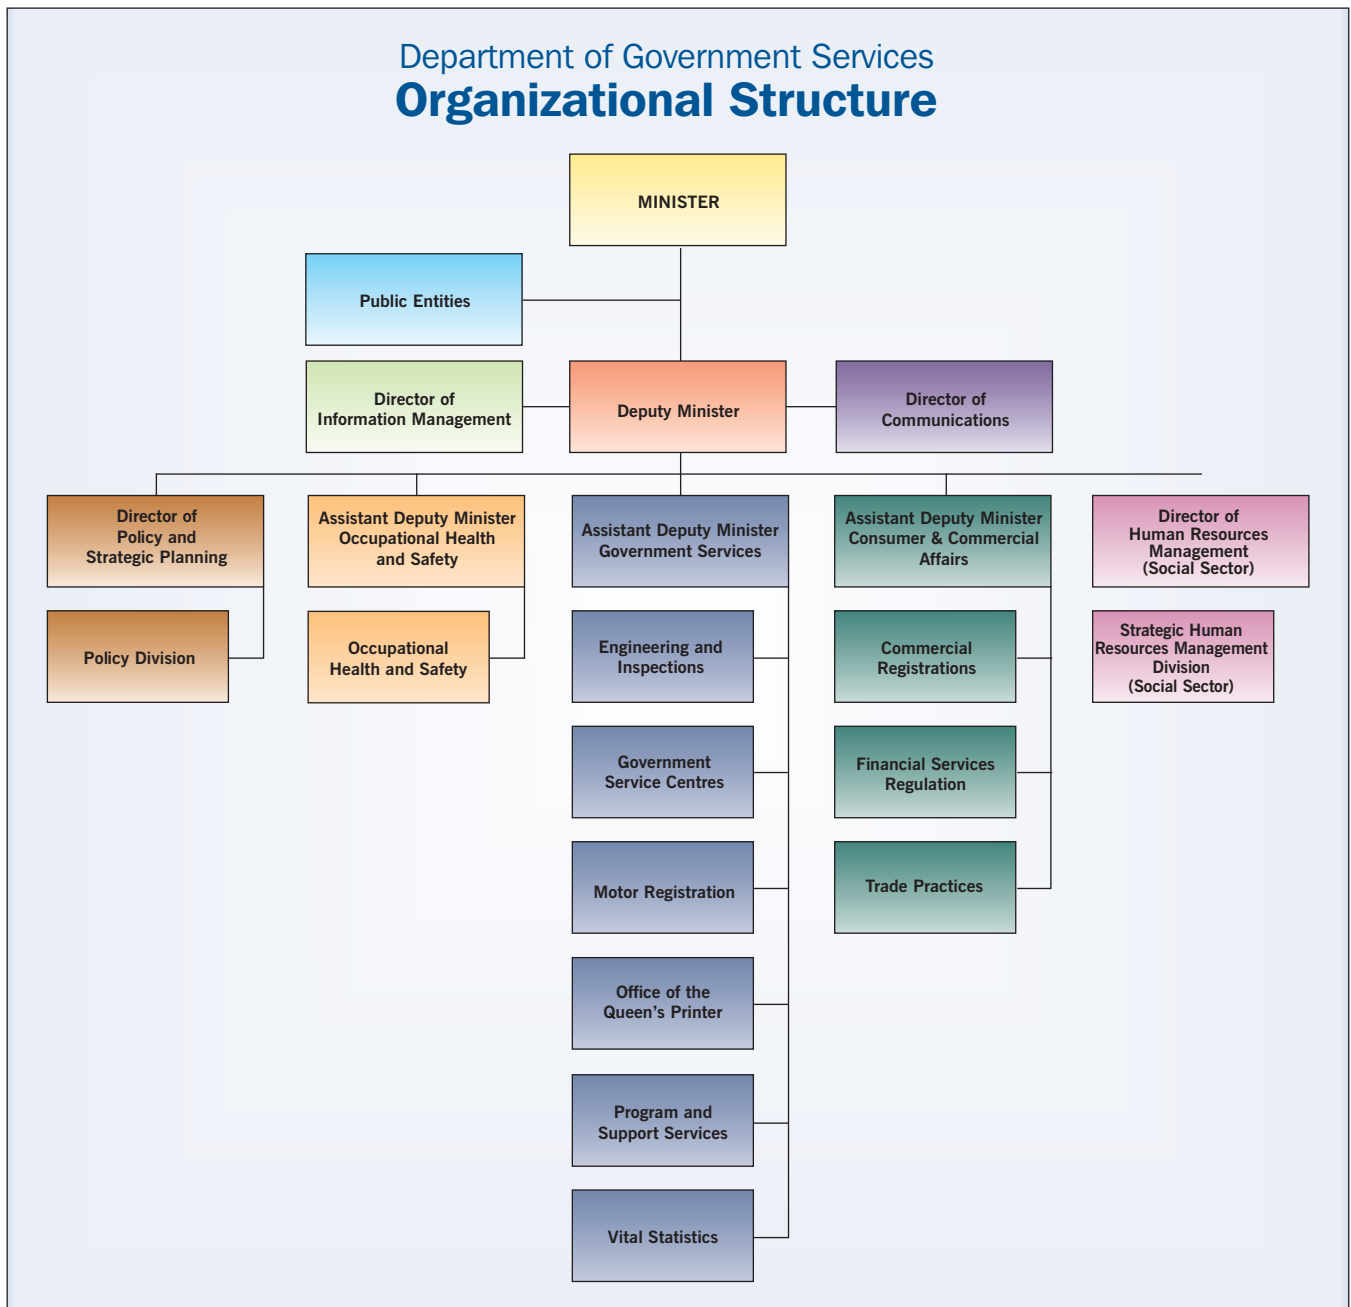 Department of Government Services
Organizational Structure
MINISTER
Public Entities
Director of
Information Management
Deputy Minister
Director of
Communications
Director of
Policy and
Strategic Planning
Assistant Deputy Minister
Occupational Health
and Safety
Assistant Deputy Minister
Government Services
Assistant Deputy Minister
Consumer & Commercial
Affairs
Director of
Human Resources
Management
(Social Sector)
Policy Division
Occupational
Health and Safety
Engineering and
Inspections
Commercial
Registrations
Strategic Human
Resources Management
Division
(Social Sector)
Government
Service Centres
Financial Services
Regulation
Motor Registration
Trade Practices
Office of the
Queen’s Printer
Program and
Support Services
Vital Statistics